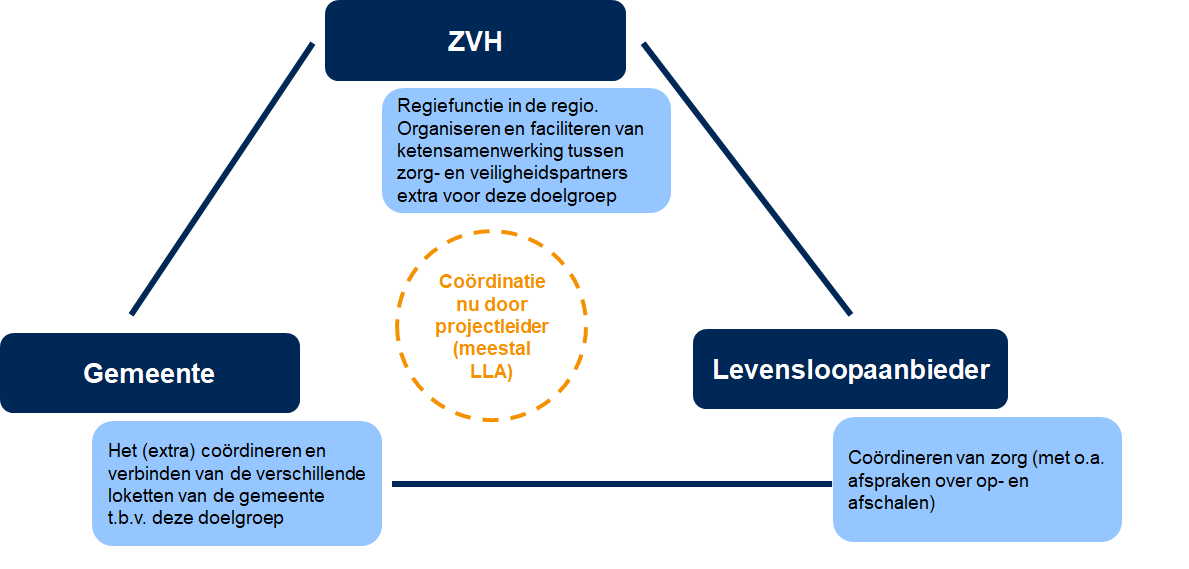 ZVH
Regiefunctie in de regio.
Organiseren en faciliteren van
ketensamenwerking tussen
zorg- en veiligheidspartners
extra voor deze doelgroep
Coördinatie
nu door
projectleider
(meestal
LLA)
Gemeente
Het (extra) coördineren en
verbinden van de verschillende
loketten van de gemeente
t.b.v. deze doelgroep
Levensloopaanbieder
Coördineren van zorg (met o.a.
afspraken over op- en
afschalen)